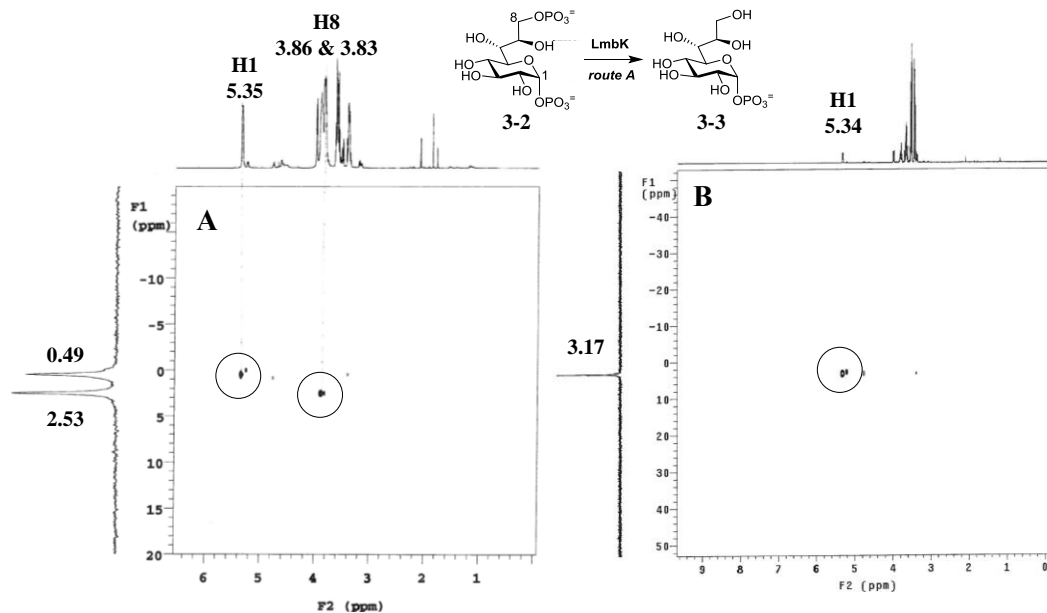 H1
5.35
H8
3.86 & 3.83
8
OPO₃⁼
HO
OH
HO
HO
O
HO
1
OPO₃⁼
3-2
LmbK
route A
OH
HO
OH
HO
HO
O
HO
OPO₃⁼
3-3
H1
5.34
F1
(ppm)
A
-10
-5
0
5
10
15
20
0.49
2.53
6 5 4 3 2 1
F2 (ppm)
F1
(ppm)
B
-40
-30
-20
-10
0
10
20
30
40
50
3.17
9 8 7 6 5 4 3 2 1 0
F2 (ppm)